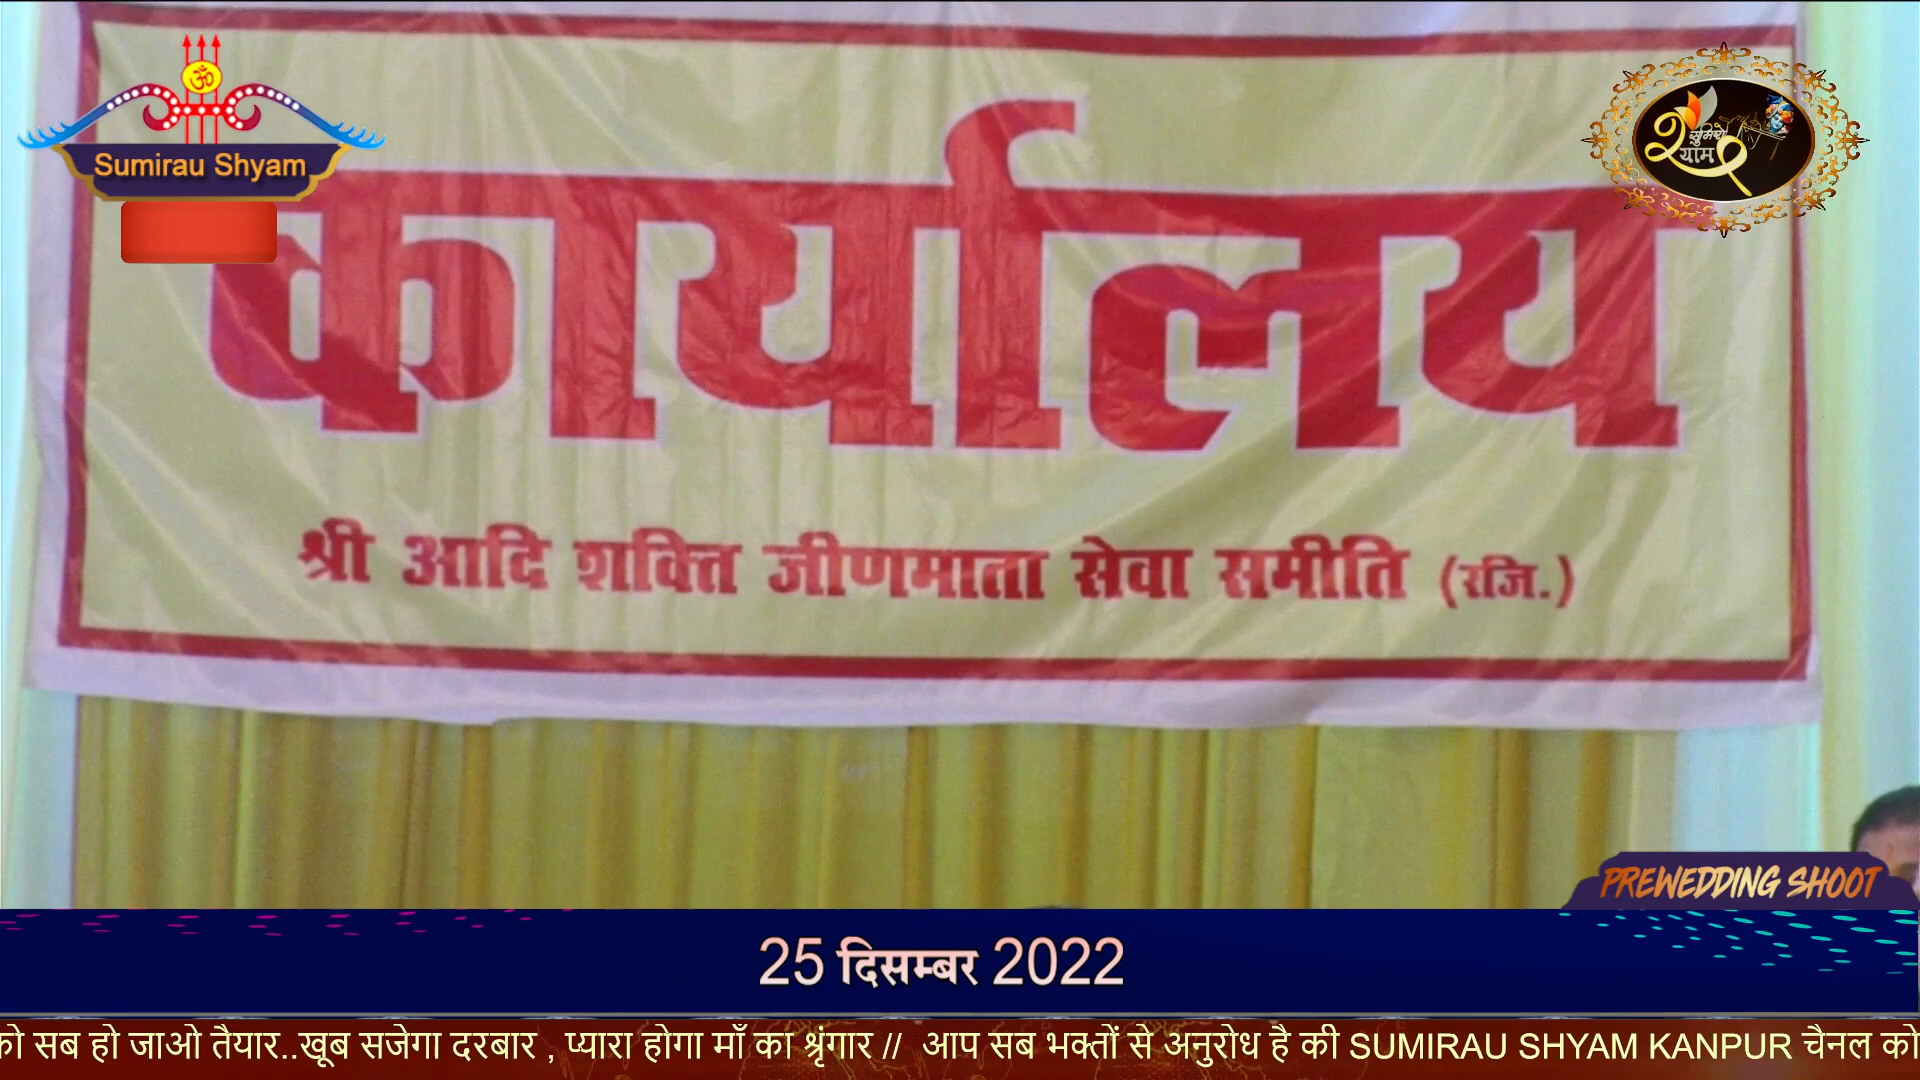 ॐ
Sumirau Shyam
सुमिरो
श्याम
कार्यालय
श्री आदि शक्ति जीणमाता सेवा समीति (रजि.)
PREWEDDING SHOOT
25 दिसम्बर 2022
को सब हो जाओ तैयार..खूब सजेगा दरबार , प्यारा होगा माँ का श्रृंगार // आप सब भक्तों से अनुरोध है की SUMIRAU SHYAM KANPUR चैनल को